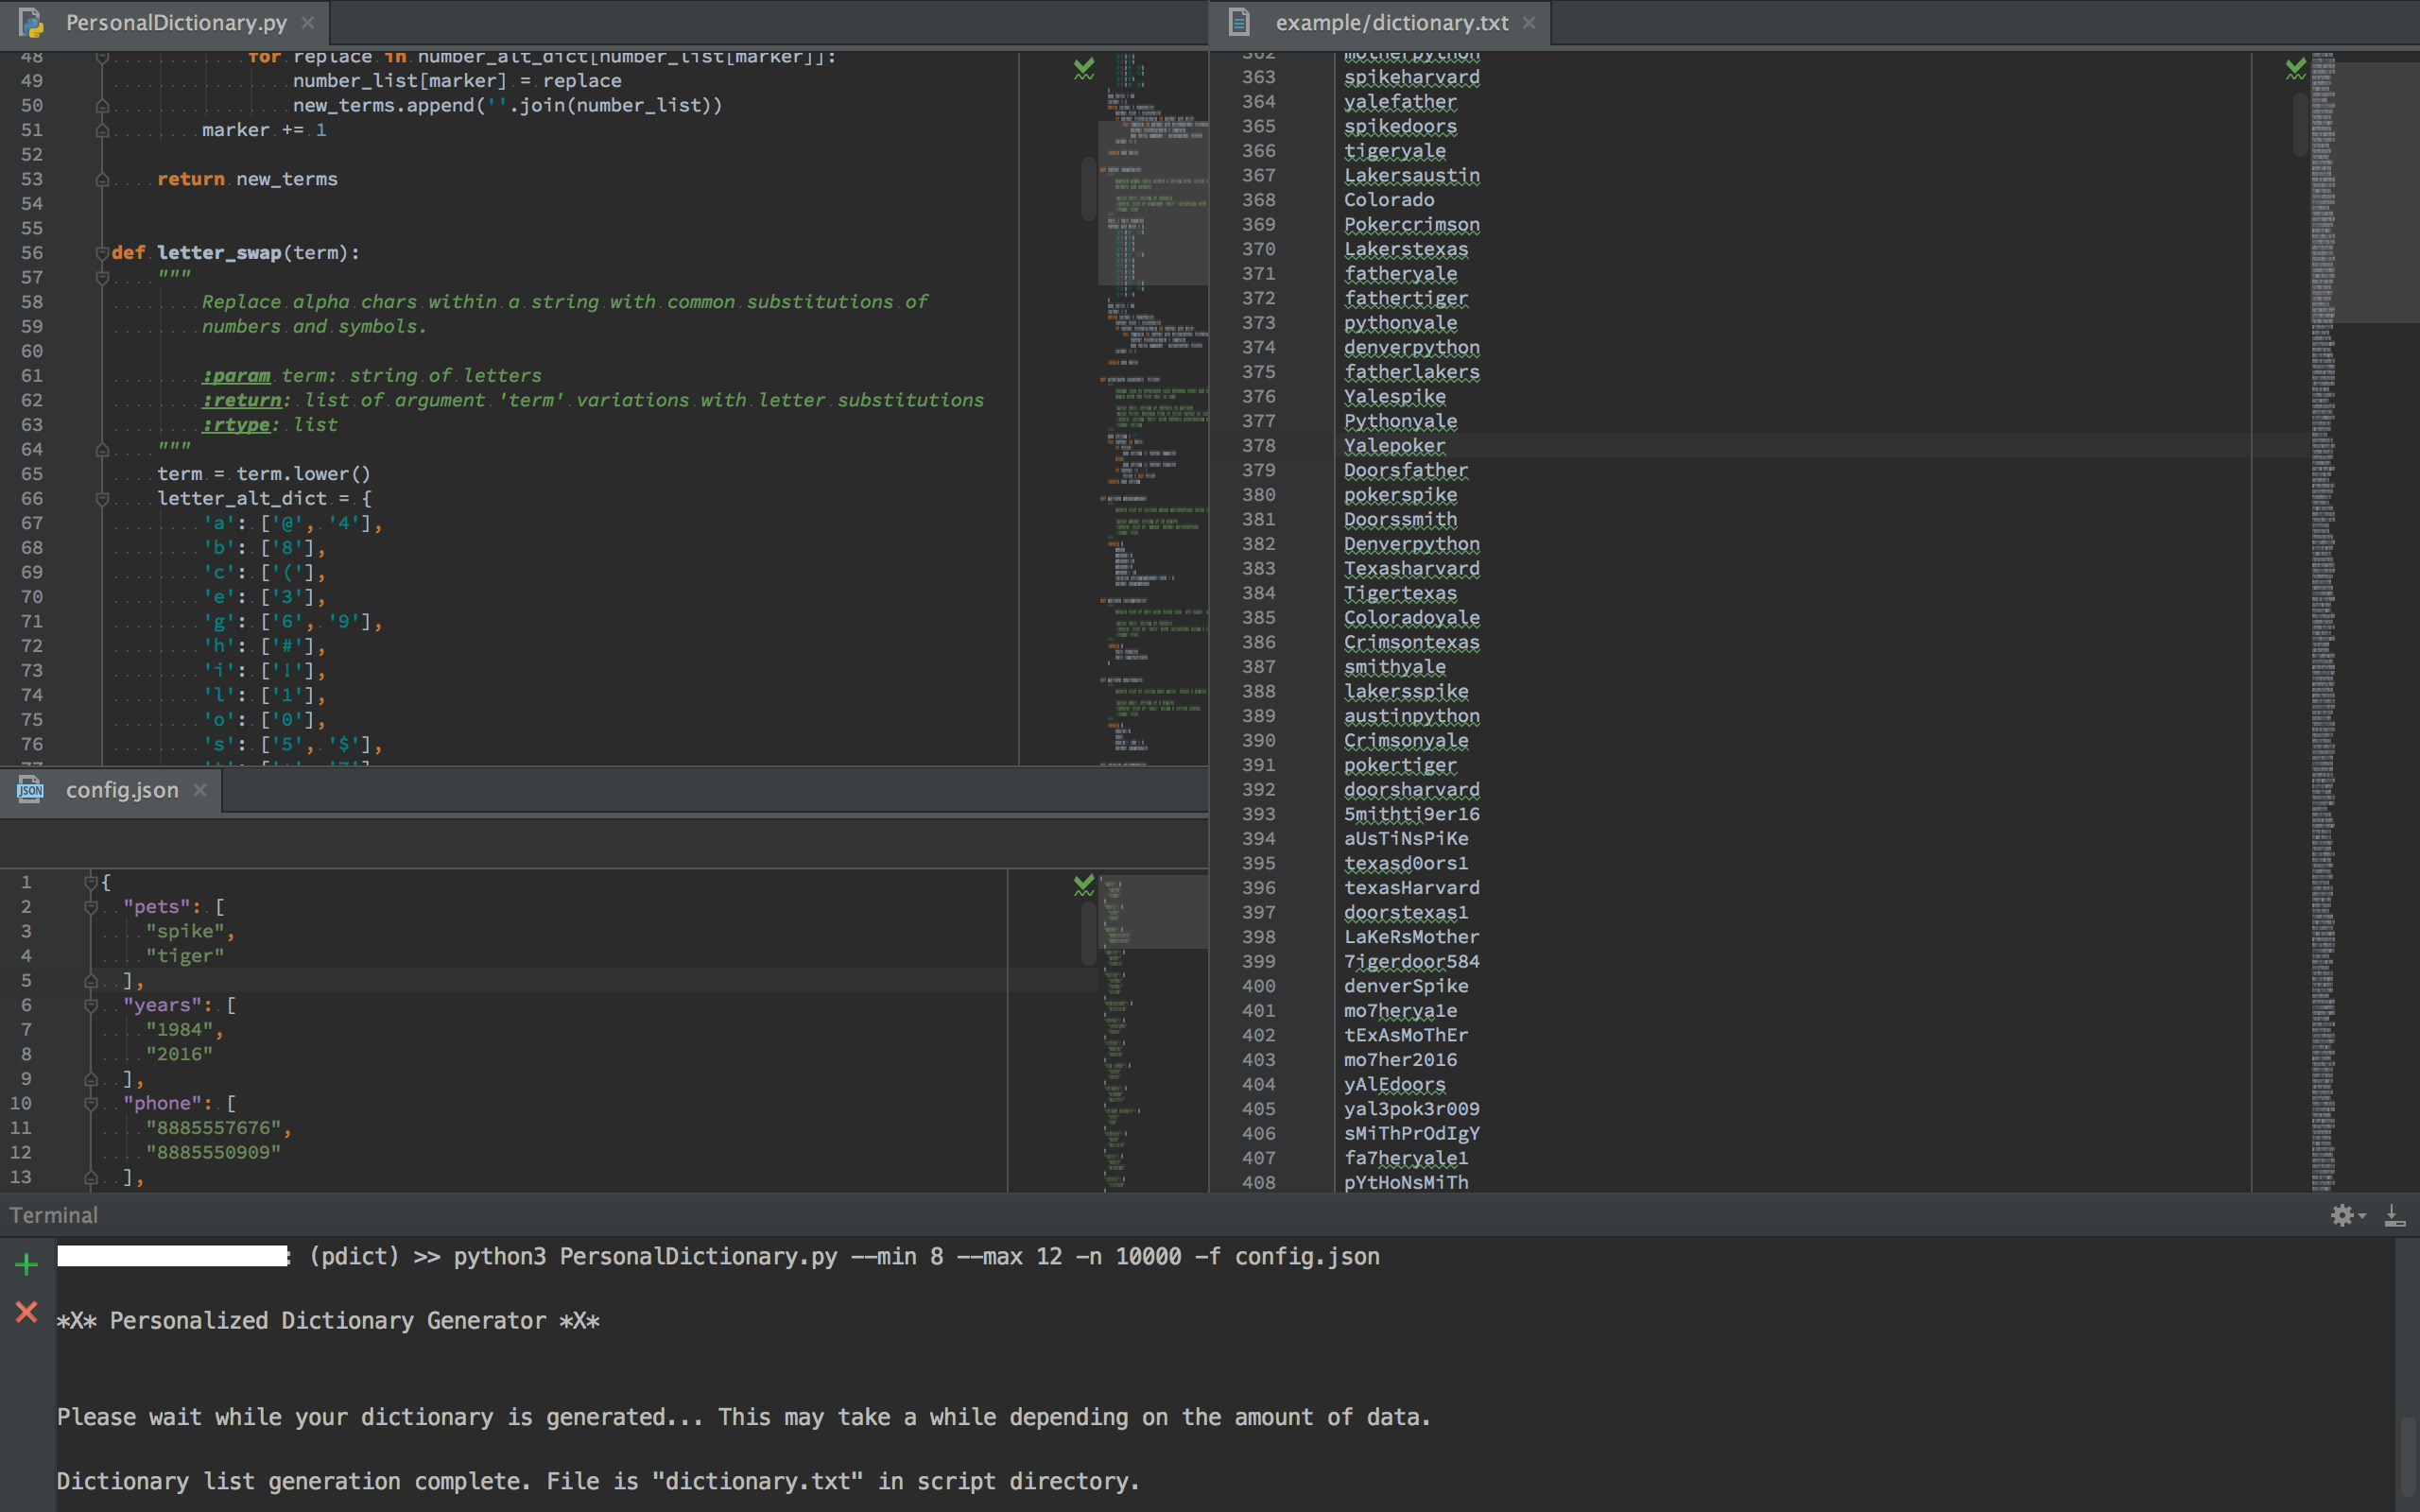 PersonalDictionary.py
48 for replace in number_alt_dict[number_list[marker]]:
49 number_list[marker] = replace
50 new_terms.append(''.join(number_list))
51 marker += 1
52
53 return new_terms
54
55
56 def letter_swap(term):
57 """
58 Replace alpha chars within a string with common substitutions of
59 numbers and symbols.
60
61 :param term: string of letters
62 :return: list of argument 'term' variations with letter substitutions
63 :rtype: list
64 """
65 term = term.lower()
66 letter_alt_dict = {
67 'a': ['@', '4'],
68 'b': ['8'],
69 'c': ['('],
70 'e': ['3'],
71 'g': ['6', '9'],
72 'h': ['#'],
73 'i': ['!'],
74 'l': ['1'],
75 'o': ['0'],
76 's': ['5', '$'],
config.json
1 {
2 "pets": [
3 "spike",
4 "tiger"
5 ],
6 "years": [
7 "1984",
8 "2016"
9 ],
10 "phone": [
11 "8885557676",
12 "8885550909"
13 ],
example/dictionary.txt
362 motherpython
363 spikeharvard
364 yalefather
365 spikedoors
366 tigeryale
367 Lakersaustin
368 Colorado
369 Pokercrimson
370 Lakerstexas
371 fatheryale
372 fathertiger
373 pythonyale
374 denverpython
375 fatherlakers
376 Yalespike
377 Pythonyale
378 Yalepoker
379 Doorsfather
380 pokerspike
381 Doorssmith
382 Denverpython
383 Texasharvard
384 Tigertexas
385 Coloradoyale
386 Crimsontexas
387 smithyale
388 lakersspike
389 austinpython
390 Crimsonyale
391 pokertiger
392 doorsharvard
393 5mithti9er16
394 aUsTiNsPiKe
395 texasd0ors1
396 texasHarvard
397 doorstexas1
398 LaKeRsMother
399 7igerdoor584
400 denverSpike
401 mo7herya1e
402 tExAsMoThEr
403 mo7her2016
404 yAlEdoors
405 yal3pok3r009
406 sMiThPrOdIgY
407 fa7heryale1
408 pYtHoNsMiTh
Terminal
: (pdict) >> python3 PersonalDictionary.py --min 8 --max 12 -n 10000 -f config.json
*X* Personalized Dictionary Generator *X*
Please wait while your dictionary is generated... This may take a while depending on the amount of data.
Dictionary list generation complete. File is "dictionary.txt" in script directory.